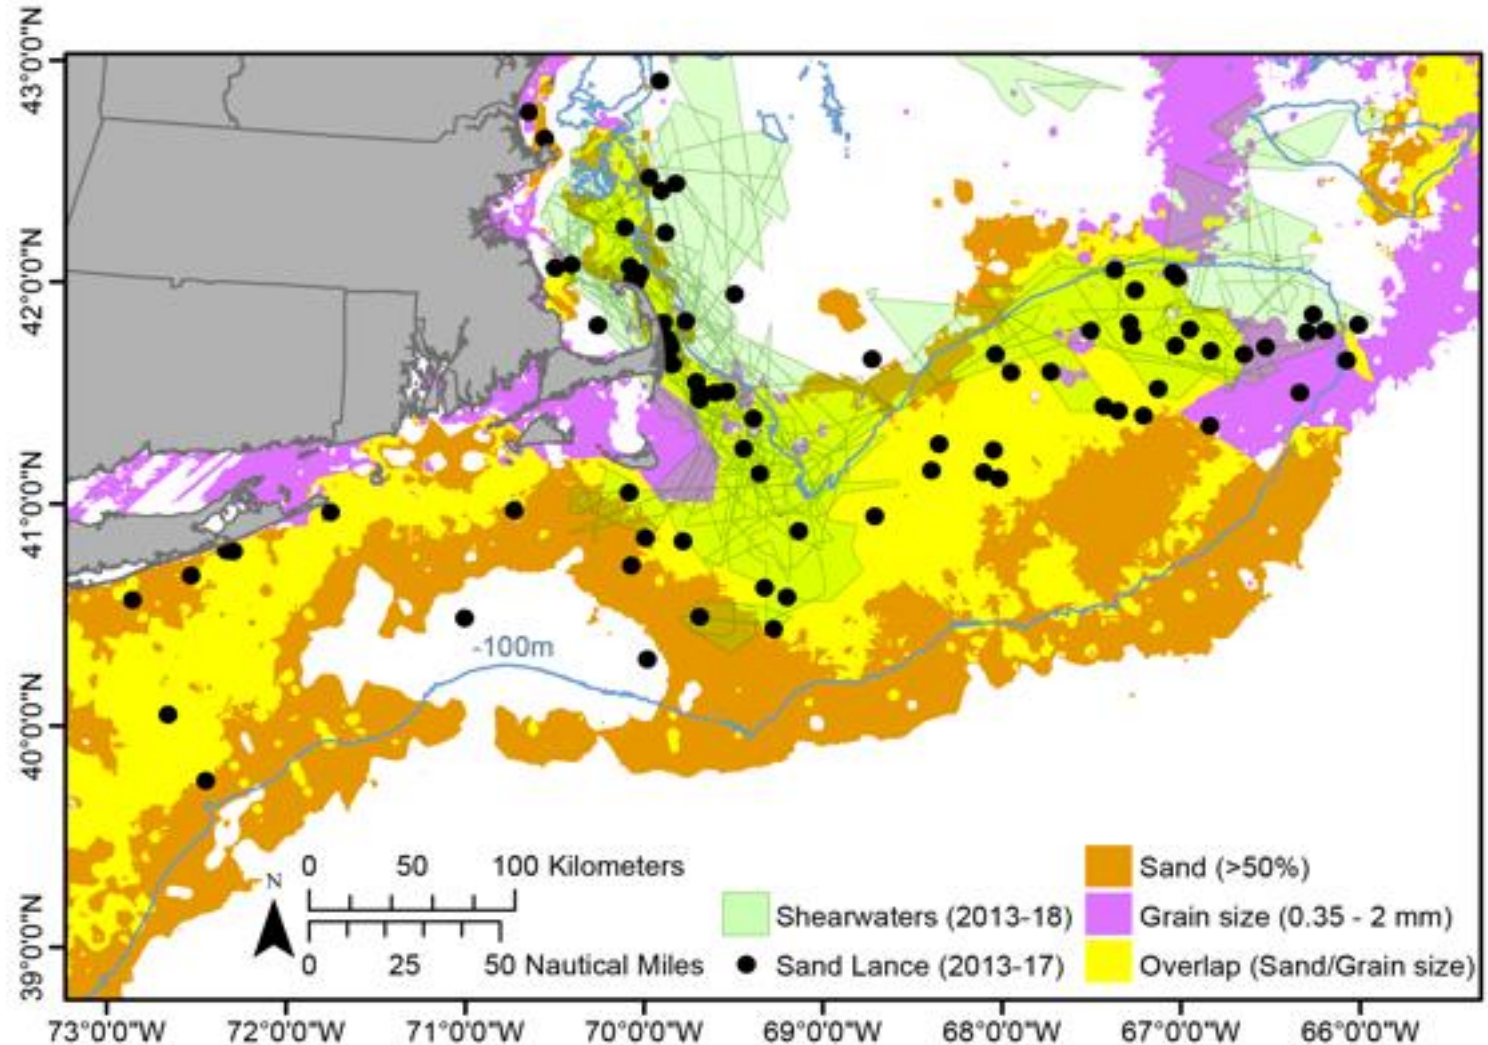 43°0'0"N
42°0'0"N
41°0'0"N
40°0'0"N
39°0'0"N
-100m
0 50 100 Kilometers
N
0 25 50 Nautical Miles
Shearwaters (2013-18)
Sand Lance (2013-17)
Sand (>50%)
Grain size (0.35 - 2 mm)
Overlap (Sand/Grain size)
73°0'0"W 72°0'0"W 71°0'0"W 70°0'0"W 69°0'0"W 68°0'0"W 67°0'0"W 66°0'0"W